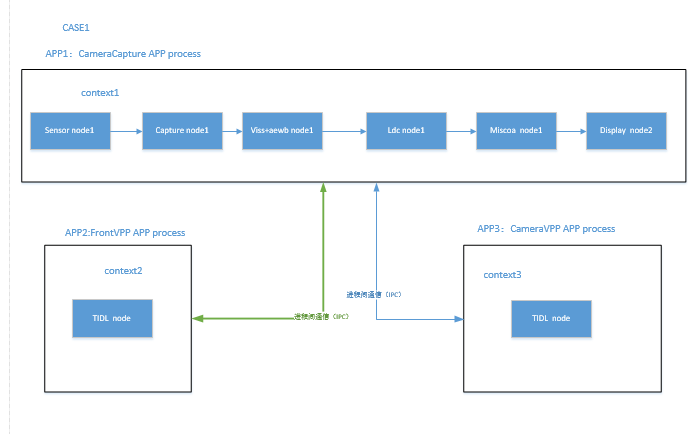 CASE1
APP1：CameraCapture APP process
context1
Sensor node1
Capture node1
Viss+aewb node1
Ldc node1
Miscoa node1
Display node2
APP2:FrontVPP APP process
context2
TIDL node
进程间通信（IPC）
进程间通信（IPC）
APP3：CameraVPP APP process
context3
TIDL node